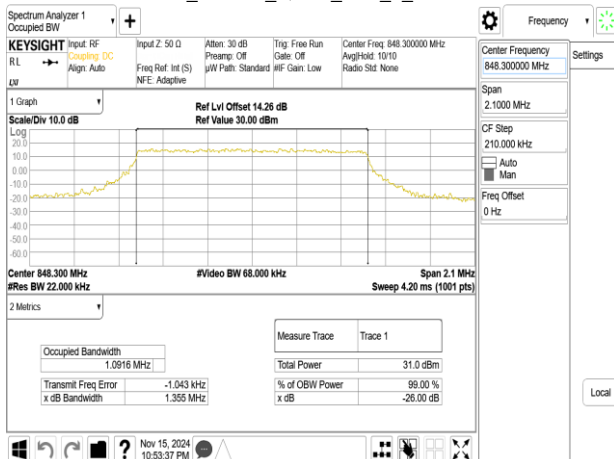 Spectrum Analyzer 1
Occupied BW
+
Frequency
KEYSIGHT
RL
LXI
Input: RF
Coupling: DC
Align: Auto
Input Z: 50 Ω
Freq Ref: Int (S)
NFE: Adaptive
Atten: 30 dB
Preamp: Off
µW Path: Standard
Trig: Free Run
Gate: Off
#IF Gain: Low
Center Freq: 848.300000 MHz
Avg|Hold: 10/10
Radio Std: None
Center Frequency
848.300000 MHz
Settings
Span
2.1000 MHz
CF Step
210.000 kHz
Auto
Man
Freq Offset
0 Hz
Local
1 Graph
Scale/Div 10.0 dB
Ref Lvl Offset 14.26 dB
Ref Value 30.00 dBm
Log
20.0
10.0
0.00
-10.0
-20.0
-30.0
-40.0
-50.0
-60.0
Center 848.300 MHz
#Video BW 68.000 kHz
Span 2.1 MHz
#Res BW 22.000 kHz
Sweep 4.20 ms (1001 pts)
2 Metrics
Measure Trace
Trace 1
Occupied Bandwidth
1.0916 MHz
Total Power
31.0 dBm
Transmit Freq Error
-1.043 kHz
% of OBW Power
99.00 %
x dB Bandwidth
1.355 MHz
x dB
-26.00 dB
?
Nov 15, 2024
10:53:37 PM